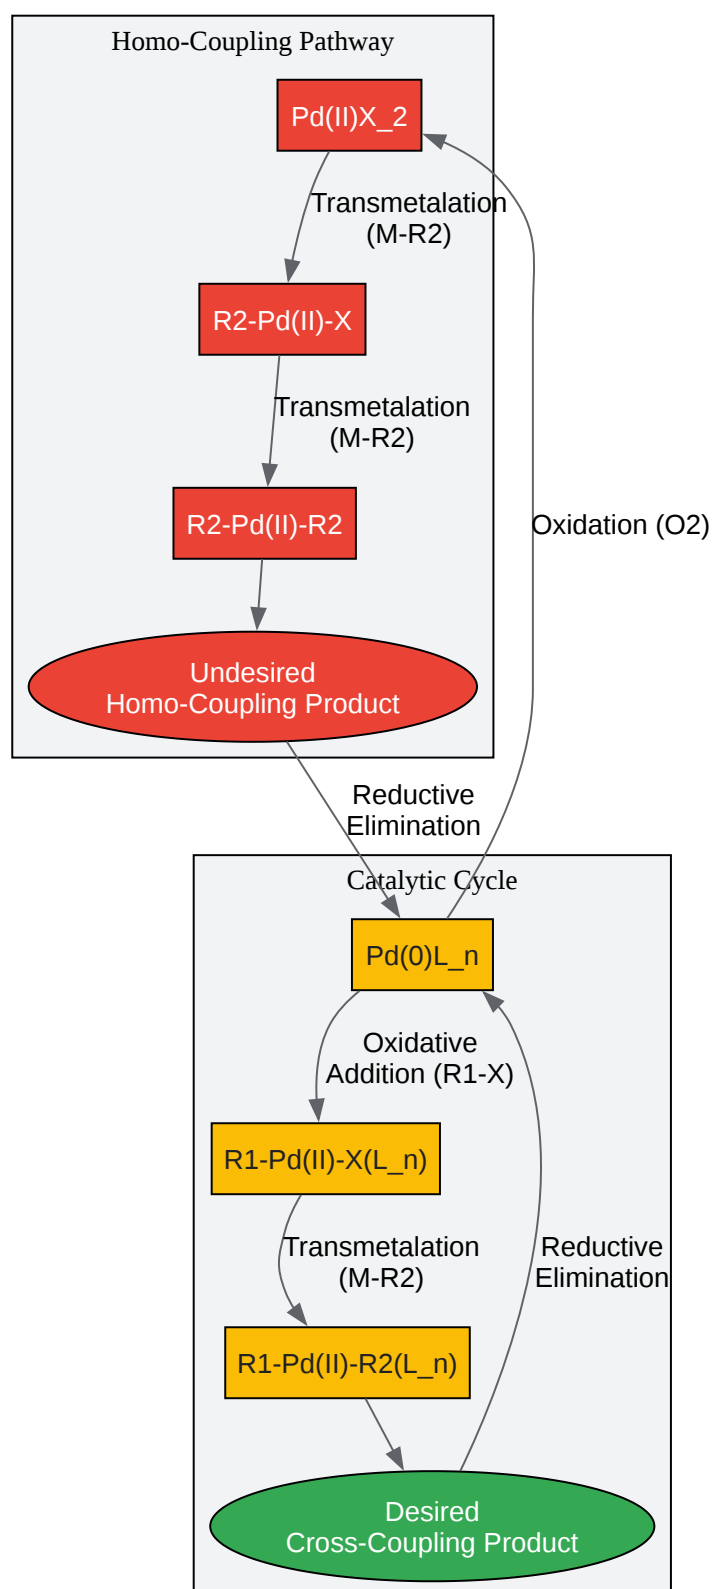 Homo-Coupling Pathway
Pd(II)X_2
Transmetalation
(M-R2)
R2-Pd(II)-X
Transmetalation
(M-R2)
R2-Pd(II)-R2
Oxidation (O2)
Undesired
Homo-Coupling Product
Reductive
Elimination
Catalytic Cycle
Pd(0)L_n
Oxidative
Addition (R1-X)
R1-Pd(II)-X(L_n)
Transmetalation
(M-R2)
Reductive
Elimination
R1-Pd(II)-R2(L_n)
Desired
Cross-Coupling Product